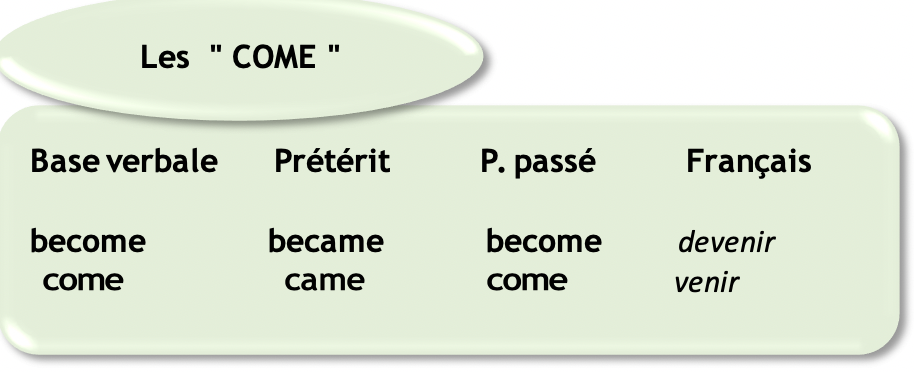 Les " COME "
Base verbale Prétérit P. passé Français
become became become devenir
come came come venir